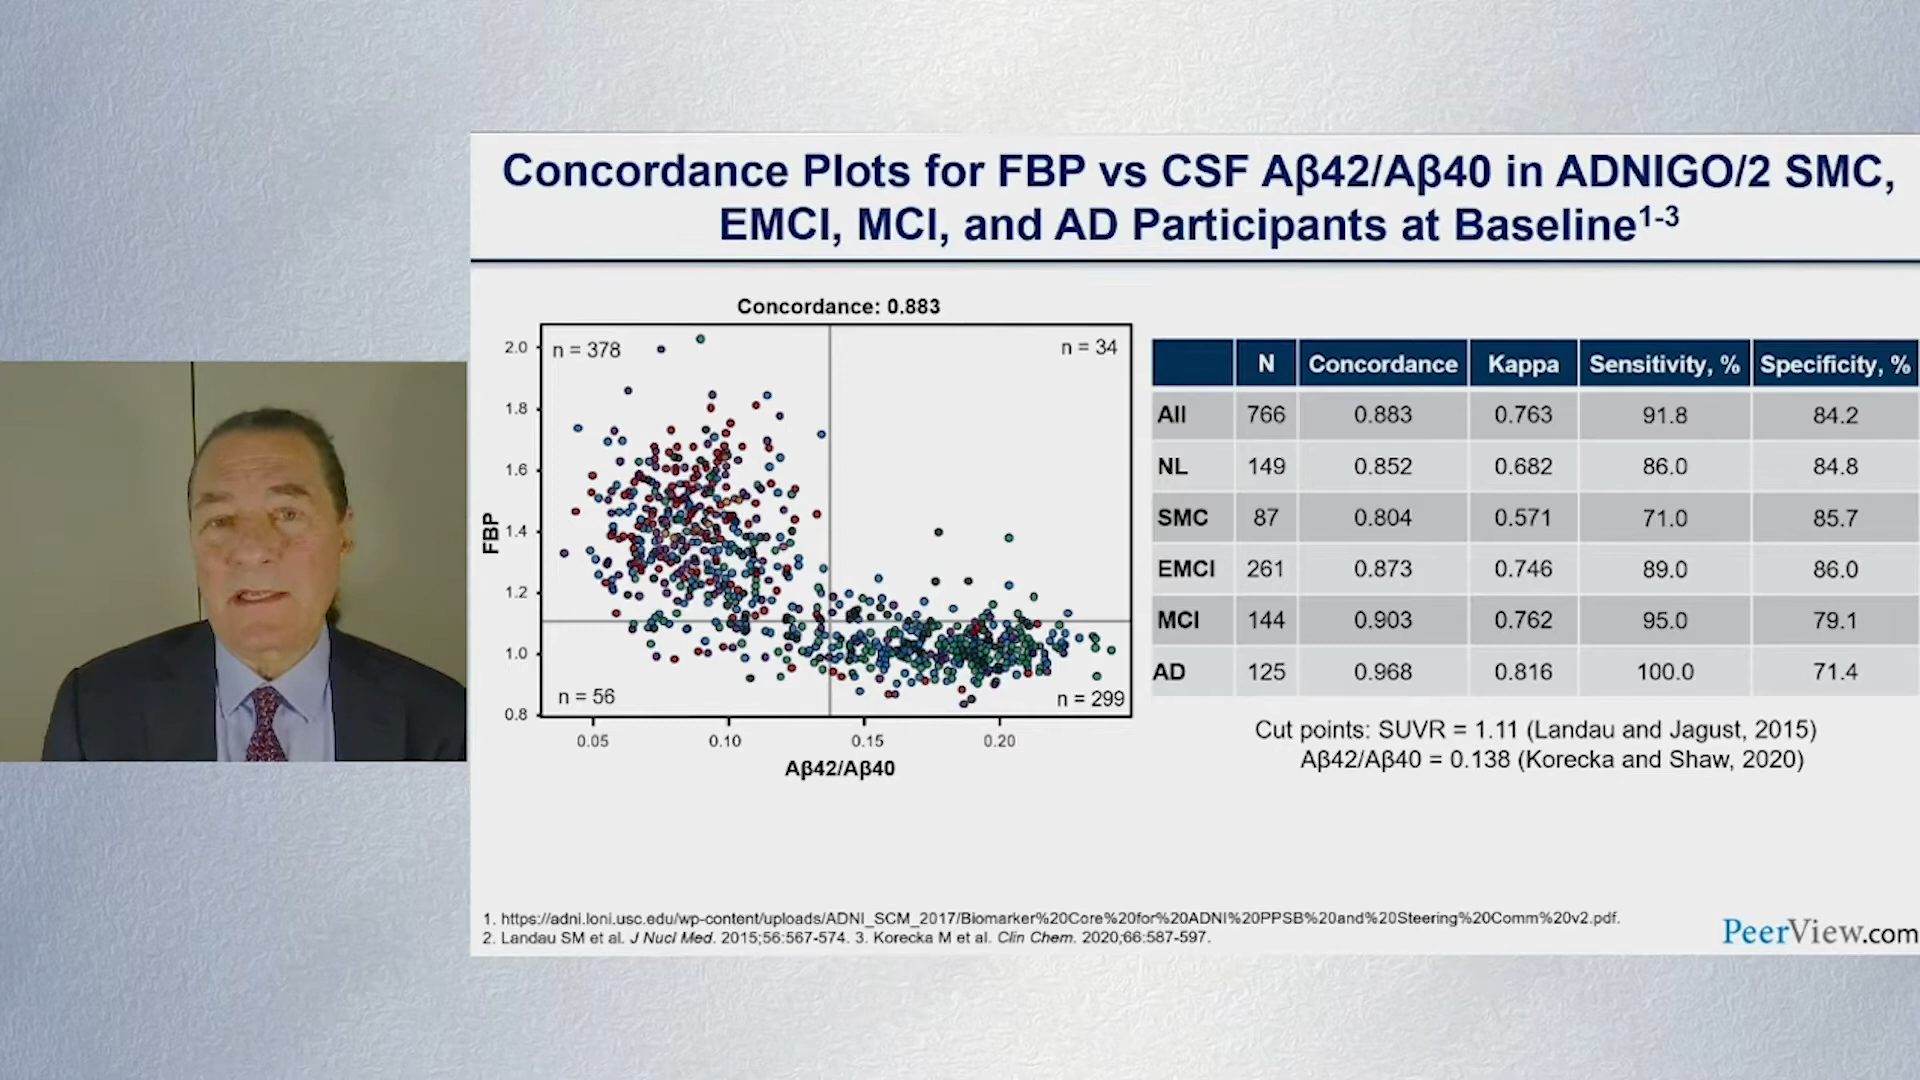 Concordance Plots for FBP vs CSF Aβ42/Aβ40 in ADNIGO/2 SMC,
EMCI, MCI, and AD Participants at Baseline1-3
Concordance: 0.883
n = 378
n = 34
n = 56
n = 299
FBP
2.0
1.8
1.6
1.4
1.2
1.0
0.8
0.05 0.10 0.15 0.20
Aβ42/Aβ40
N Concordance Kappa Sensitivity, % Specificity, %
All 766 0.883 0.763 91.8 84.2
NL 149 0.852 0.682 86.0 84.8
SMC 87 0.804 0.571 71.0 85.7
EMCI 261 0.873 0.746 89.0 86.0
MCI 144 0.903 0.762 95.0 79.1
AD 125 0.968 0.816 100.0 71.4
Cut points: SUVR = 1.11 (Landau and Jagust, 2015)
Aβ42/Aβ40 = 0.138 (Korecka and Shaw, 2020)
1. https://adni.loni.usc.edu/wp-content/uploads/ADNI_SCM_2017/Biomarker%20Core%20for%20ADNI%20PPSB%20and%20Steering%20Comm%20v2.pdf.
2. Landau SM et al. J Nucl Med. 2015;56:567-574. 3. Korecka M et al. Clin Chem. 2020;66:587-597.
PeerView.com